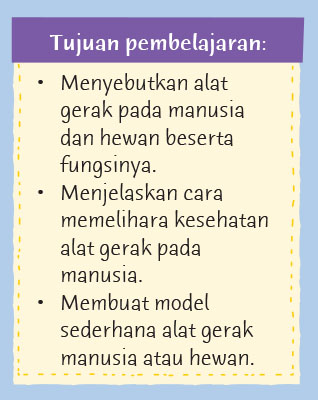 Tujuan pembelajaran:
• Menyebutkan alat
gerak pada manusia
dan hewan beserta
fungsinya.
• Menjelaskan cara
memelihara kesehatan
alat gerak pada
manusia.
• Membuat model
sederhana alat gerak
manusia atau hewan.